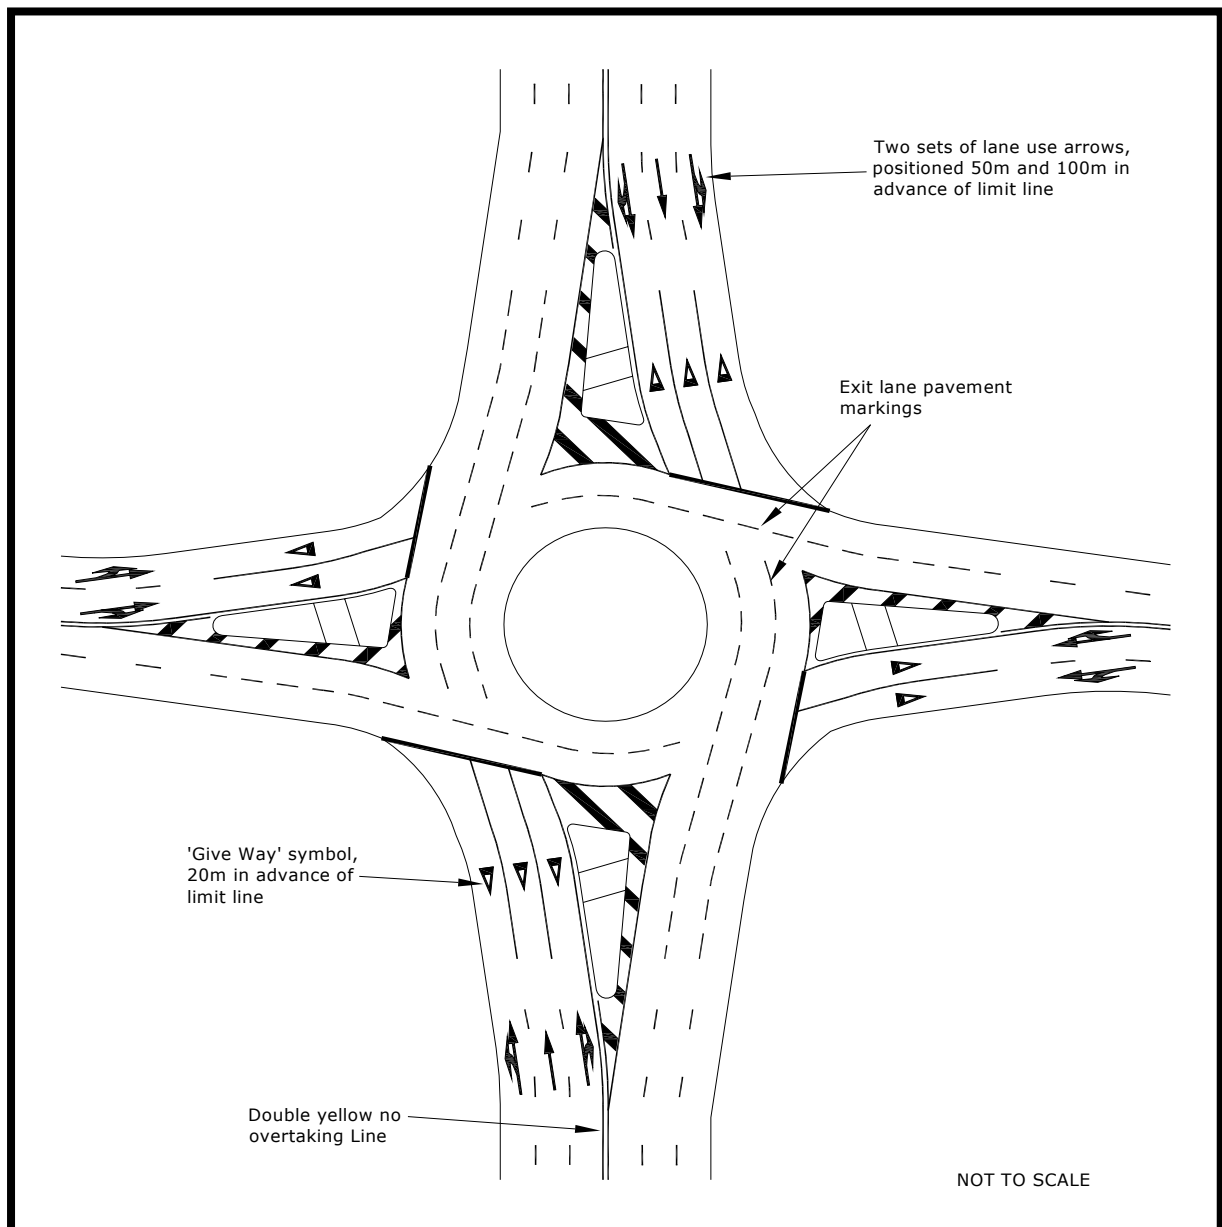 Two sets of lane use arrows,
positioned 50m and 100m in
advance of limit line
Exit lane pavement
markings
'Give Way' symbol,
20m in advance of
limit line
Double yellow no
overtaking Line
NOT TO SCALE